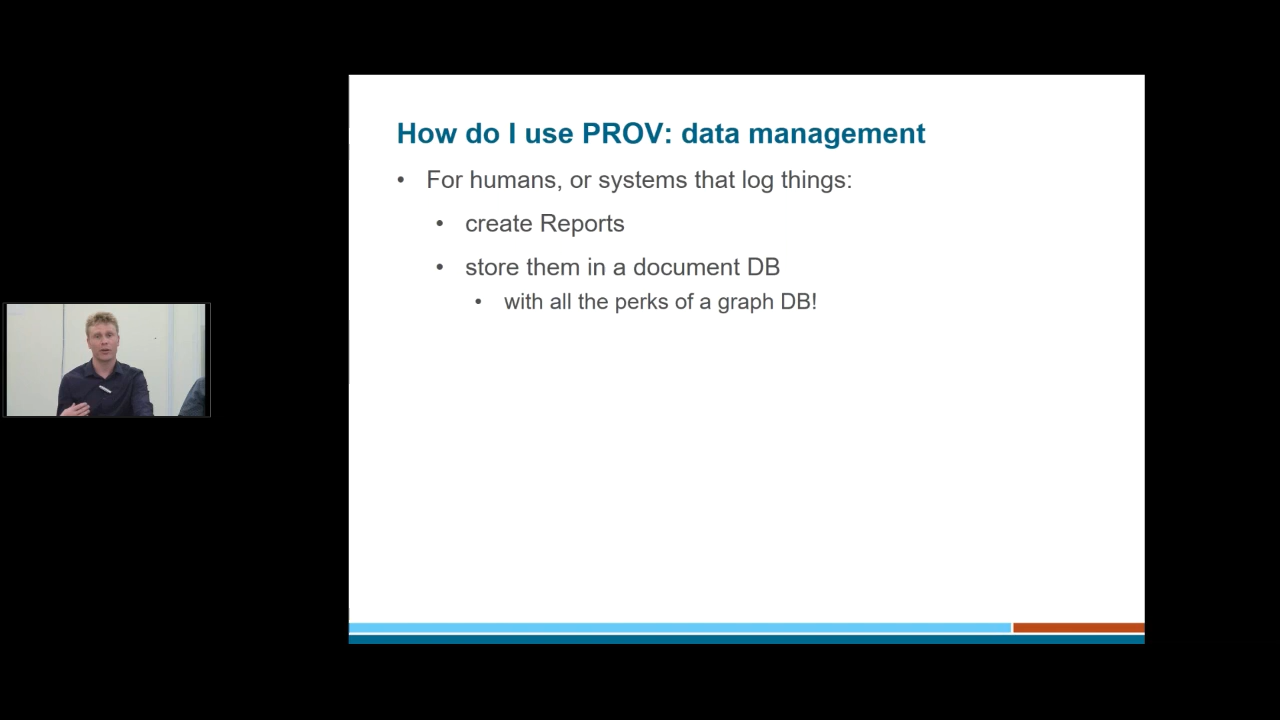 How do I use PROV: data management
• For humans, or systems that log things:
• create Reports
• store them in a document DB
• with all the perks of a graph DB!